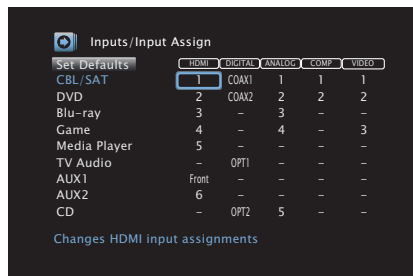 Inputs/Input Assign
Set Defaults HDMI DIGITAL ANALOG COMP VIDEO
CBL/SAT 1 COAX1 1 1 1
DVD 2 COAX2 2 2 2
Blu-ray 3 – 3 – –
Game 4 – 4 – 3
Media Player 5 – – – –
TV Audio – OPT1 – – –
AUX1 Front – – – –
AUX2 6 – – – –
CD – OPT2 5 – –
Changes HDMI input assignments